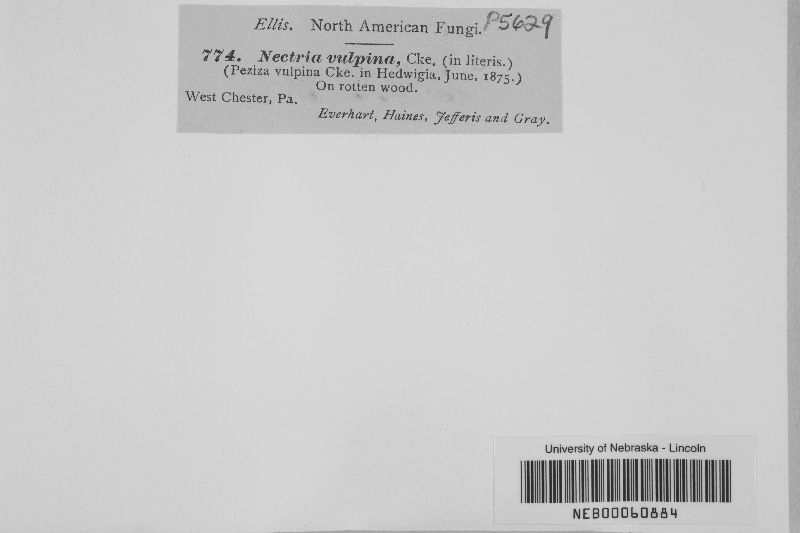 Ellis. North American Fungi. P5629
774. Nectria vulpina, Cke. (in literis.)
(Peziza vulpina Cke. in Hedwigia, June, 1875.)
On rotten wood.
West Chester, Pa.
Everhart, Haines, Jefferis and Gray.
University of Nebraska - Lincoln
NEB00060884